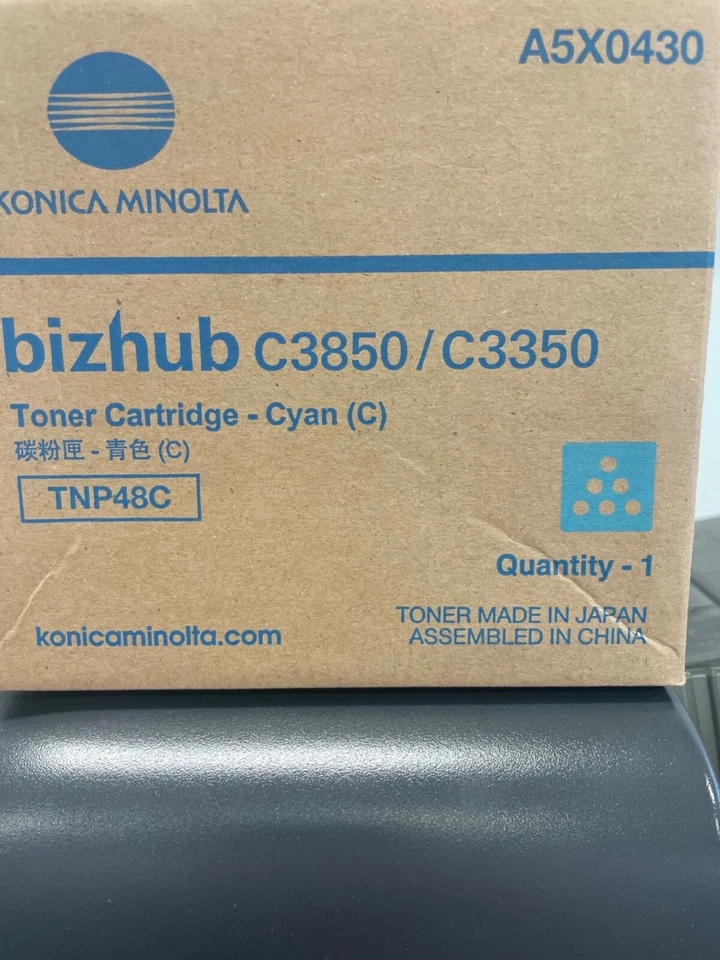 A5X0430
KONICA MINOLTA
bizhub C3850/C3350
Toner Cartridge - Cyan (C)
碳粉匣 - 青色 (C)
TNP48C
Quantity - 1
konicaminolta.com
TONER MADE IN JAPAN
ASSEMBLED IN CHINA